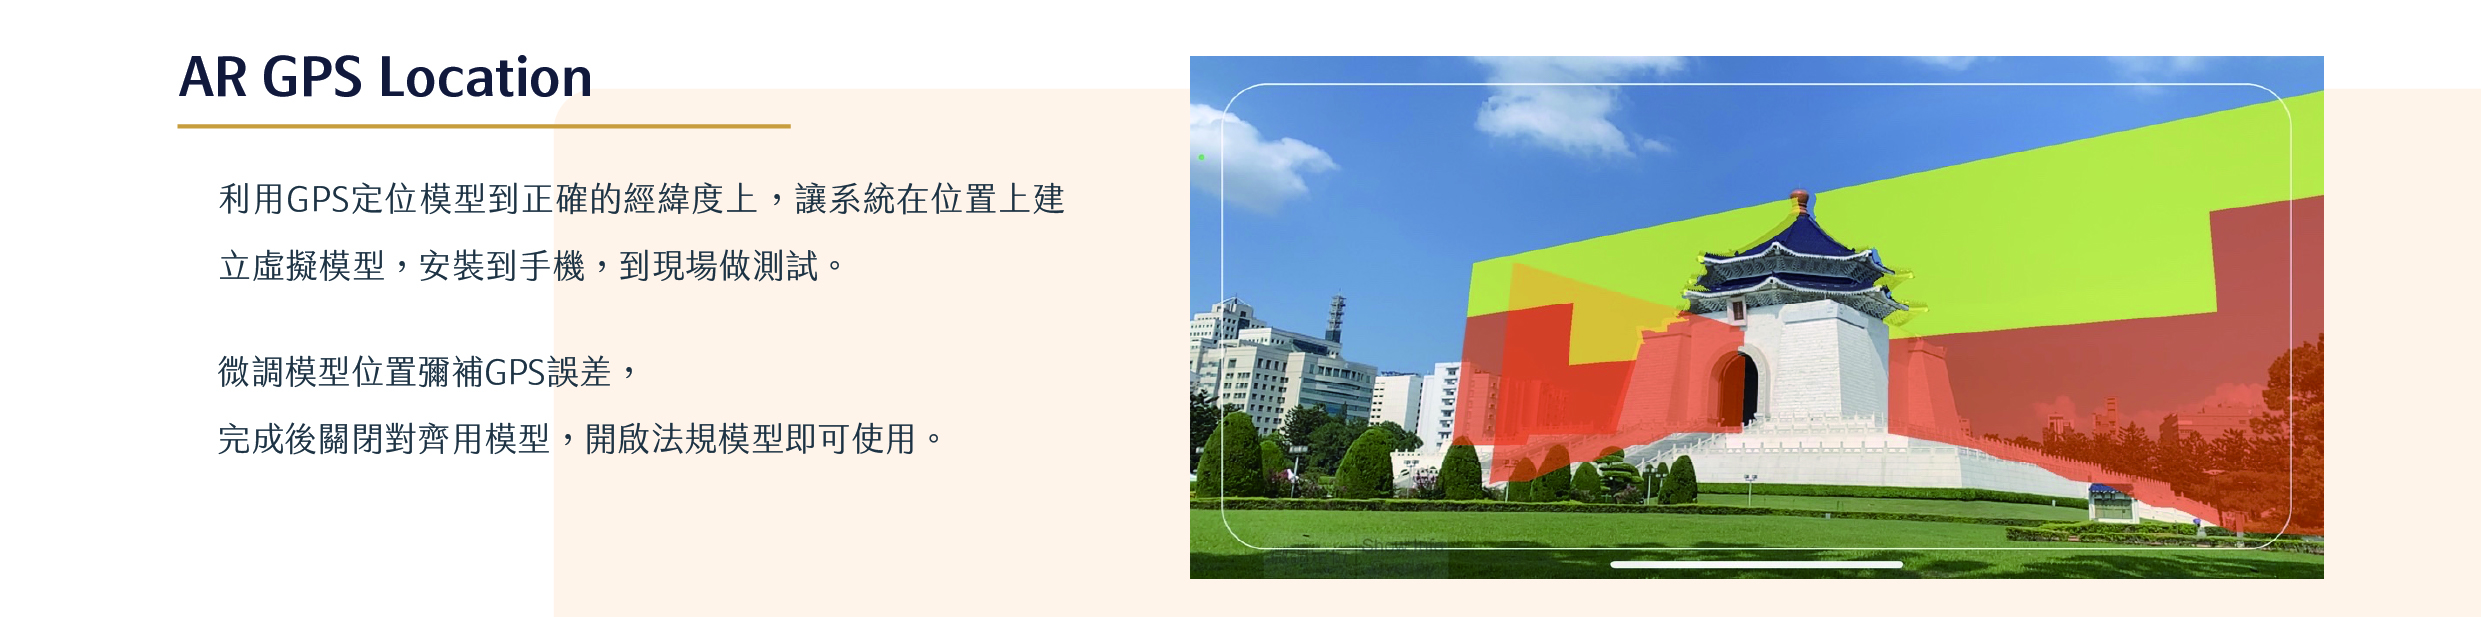 AR GPS Location
利用GPS定位模型到正確的經緯度上，讓系統在位置上建
立虛擬模型，安裝到手機，到現場做測試。
微調模型位置彌補GPS誤差，
完成後關閉對齊用模型，開啟法規模型即可使用。
Show Info